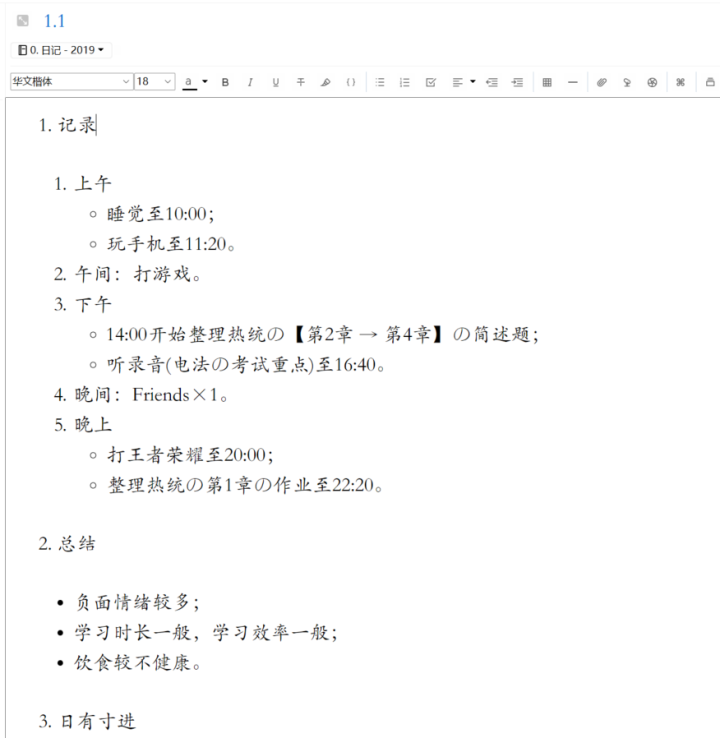 1.1
0. 日记 - 2019
华文楷体 18 a B I U
1. 记录
1. 上午
○ 睡觉至10:00；
○ 玩手机至11:20。
2. 午间：打游戏。
3. 下午
○ 14:00开始整理热统の【第2章 → 第4章】の简述题；
○ 听录音(电法の考试重点)至16:40。
4. 晚间：Friends×1。
5. 晚上
○ 打王者荣耀至20:00；
○ 整理热统の第1章の作业至22:20。
2. 总结
• 负面情绪较多；
• 学习时长一般，学习效率一般；
• 饮食较不健康。
3. 日有寸进